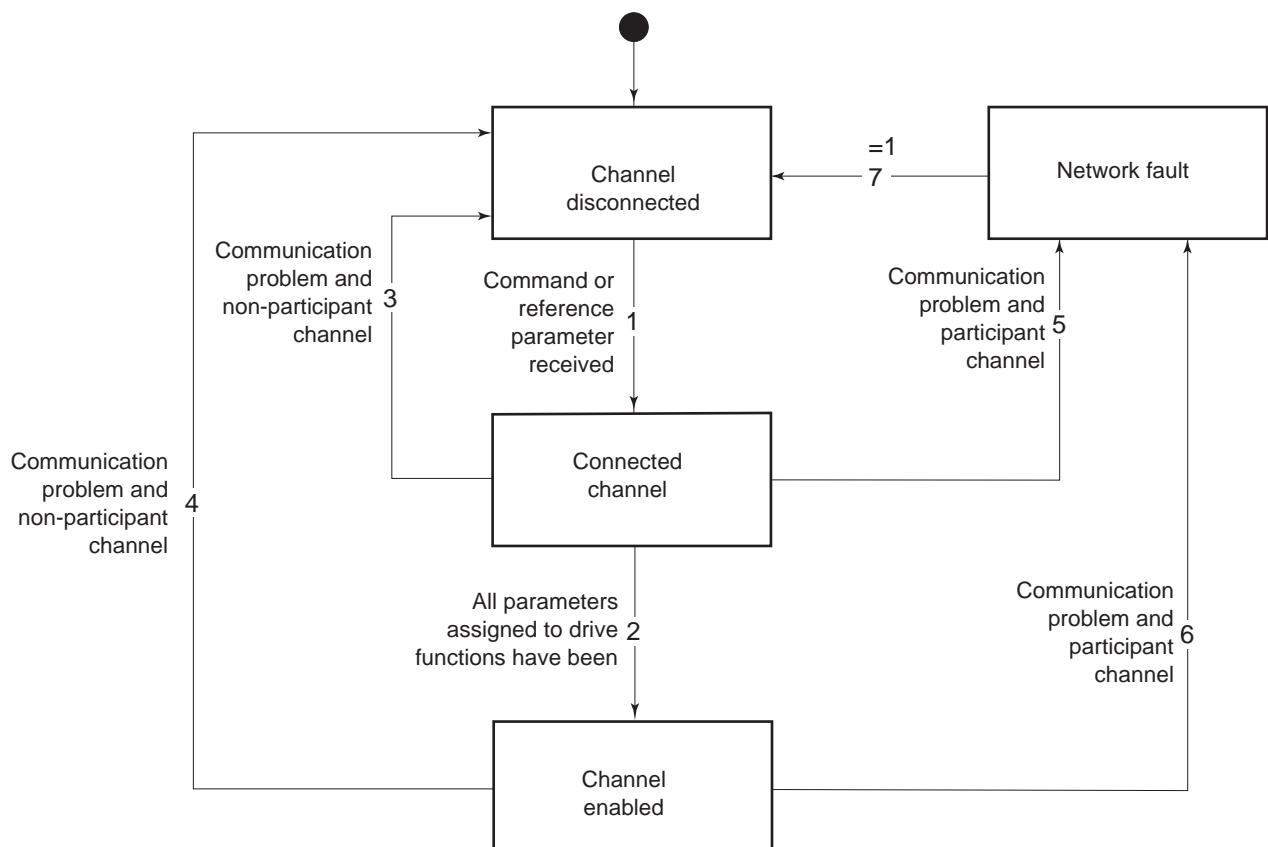 Channel
disconnected
=1
7
Network fault
Communication
problem and
non-participant
channel
3
Command or
reference
parameter
received
1
Communication
problem and
participant
channel
5
Connected
channel
Communication
problem and
non-participant
channel
4
All parameters
assigned to drive
functions have been
2
Communication
problem and
participant
channel
6
Channel
enabled